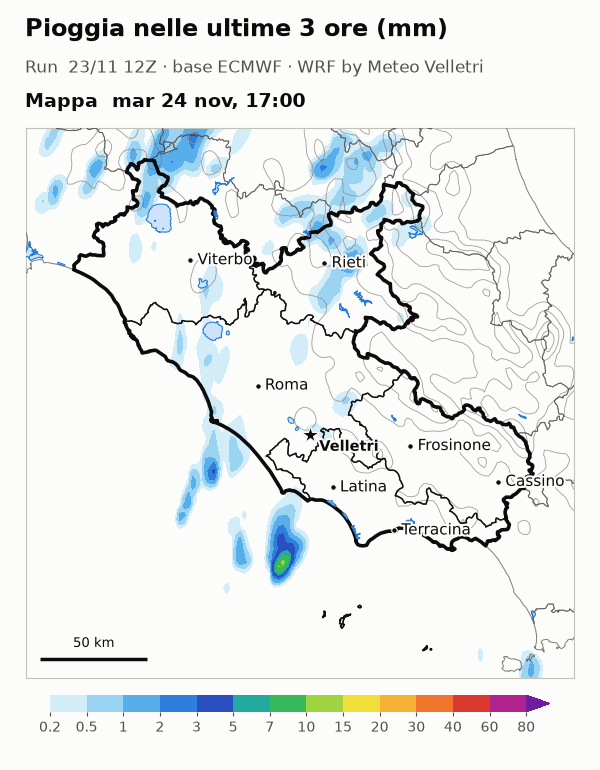 Pioggia nelle ultime 3 ore (mm)
Run  23/11 12Z · base ECMWF · WRF by Meteo Velletri
Mappa  mar 24 nov, 17:00
Viterbo
Rieti
Roma
Velletri
Frosinone
Latina
Cassino
Terracina
50 km
0.2 0.5 1 2 3 5 7 10 15 20 30 40 60 80